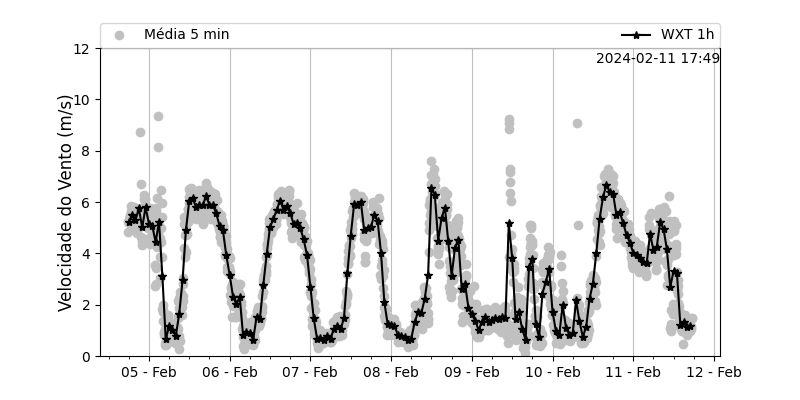 Média 5 min
WXT 1h
2024-02-11 17:49
Velocidade do Vento (m/s)
12
10
8
6
4
2
0
05 - Feb
06 - Feb
07 - Feb
08 - Feb
09 - Feb
10 - Feb
11 - Feb
12 - Feb